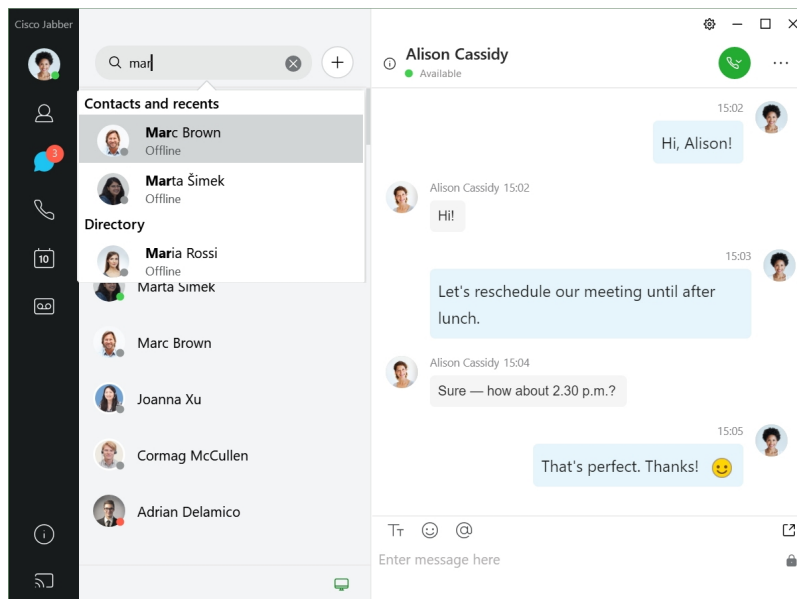 Cisco Jabber
mar
Contacts and recents
Marc Brown
Offline
Marta Šimek
Offline
Directory
Maria Rossi
Offline
Marta Simek
Marc Brown
Joanna Xu
Cormag McCullen
Adrian Delamico
3
10
Alison Cassidy
Available
15:02
Hi, Alison!
Alison Cassidy 15:02
Hi!
15:03
Let's reschedule our meeting until after
lunch.
Alison Cassidy 15:04
Sure — how about 2.30 p.m.?
15:05
That's perfect. Thanks!
Enter message here